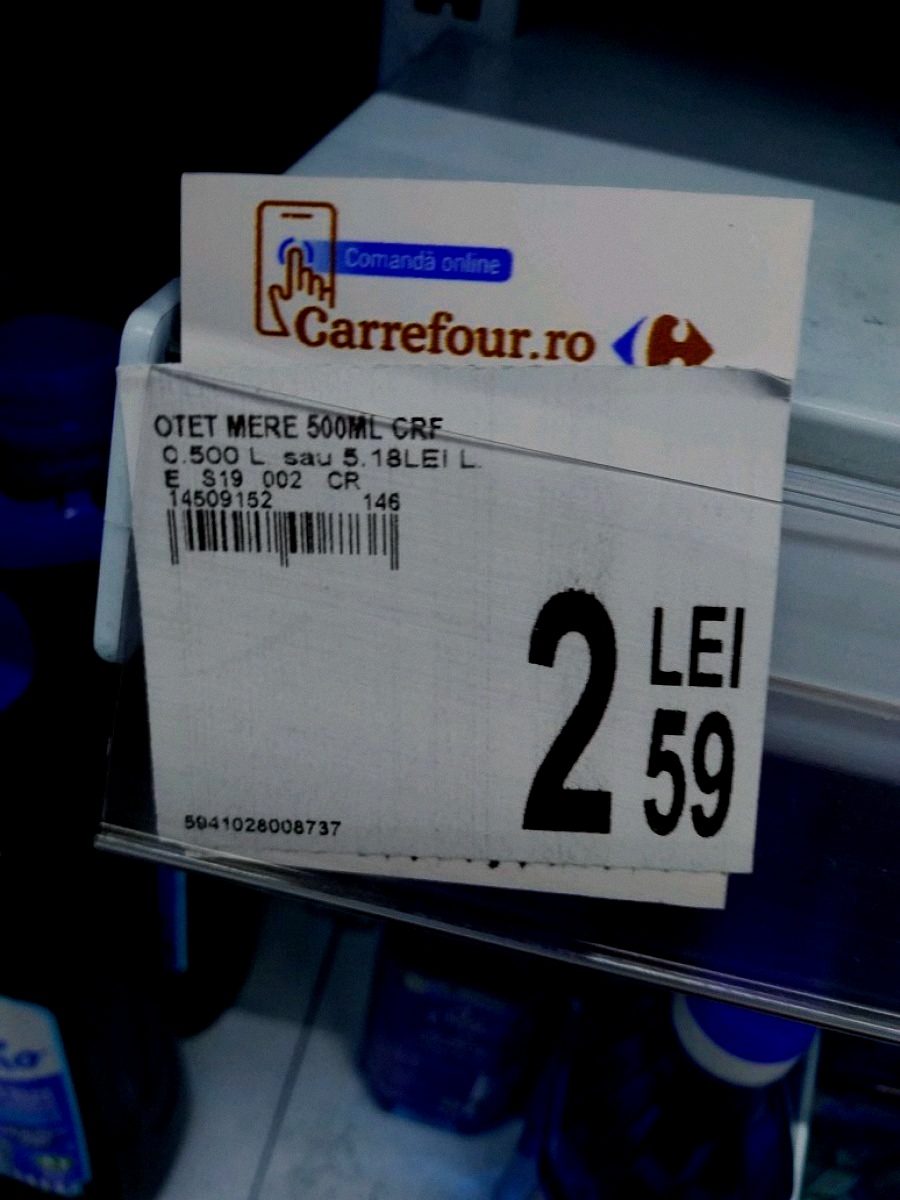 Comandă online
Carrefour.ro
OTET MERE 500ML CRF
0.500 L sau 5.18LEI L.
E S19 002 CR
14509152 146
2 LEI
59
5941028008737